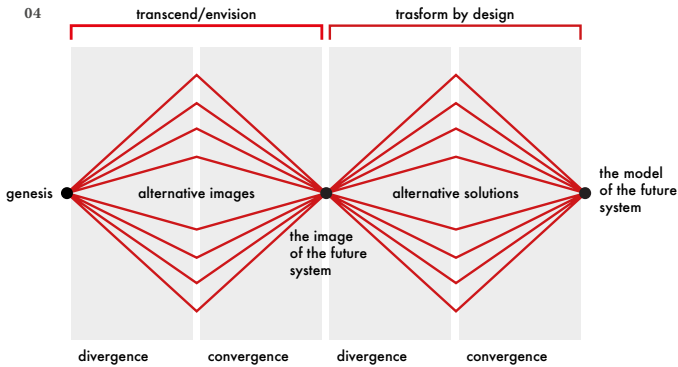 04
transcend/envision
trasform by design
genesis
alternative images
alternative solutions
the model
of the future
system
the image
of the future
system
divergence
convergence
divergence
convergence